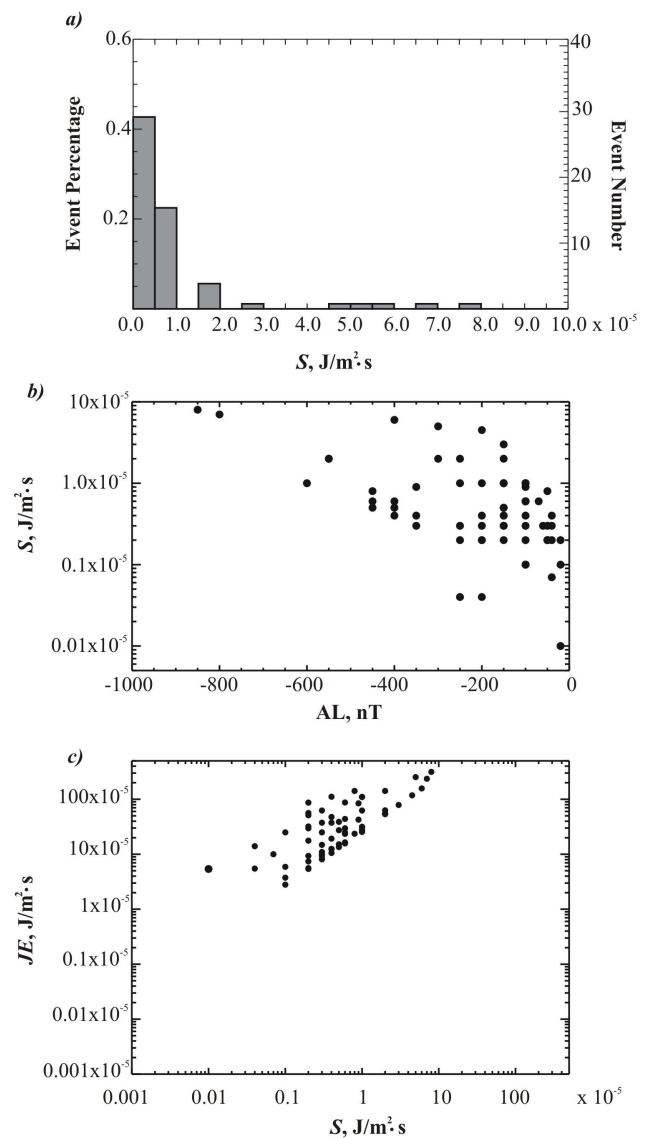 a)
0.6
0.4
0.2
Event Percentage
40
30
20
10
Event Number
0.0 1.0 2.0 3.0 4.0 5.0 6.0 7.0 8.0 9.0 10.0 x 10⁻⁵
S, J/m²·s
b)
10x10⁻⁵
1.0x10⁻⁵
0.1x10⁻⁵
0.01x10⁻⁵
S, J/m²·s
-1000 -800 -600 -400 -200 0
AL, nT
c)
100x10⁻⁵
10x10⁻⁵
1x10⁻⁵
0.1x10⁻⁵
0.01x10⁻⁵
0.001x10⁻⁵
JE, J/m²·s
0.001 0.01 0.1 1 10 100 x 10⁻⁵
S, J/m²·s